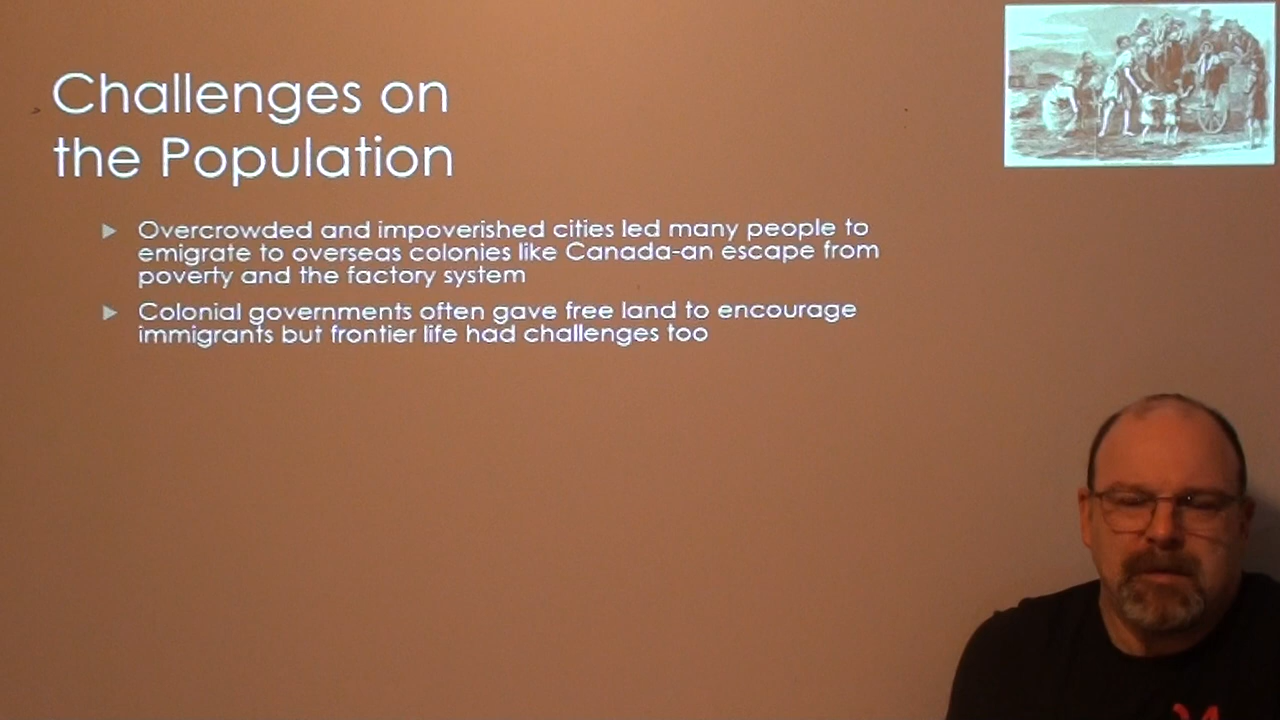 Challenges on
the Population
Overcrowded and impoverished cities led many people to
emigrate to overseas colonies like Canada-an escape from
poverty and the factory system
Colonial governments often gave free land to encourage
immigrants but frontier life had challenges too